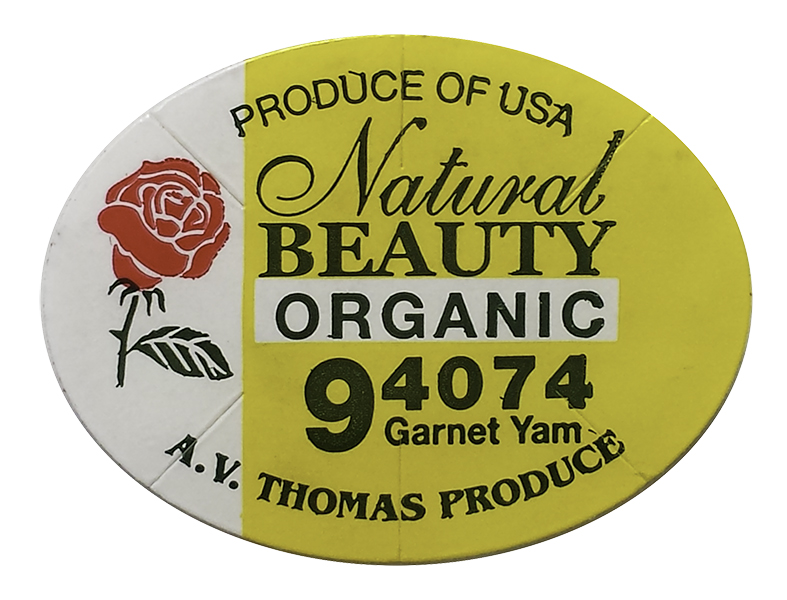 PRODUCE OF USA
Natural
BEAUTY
ORGANIC
94074
Garnet Yam
A.V. THOMAS PRODUCE